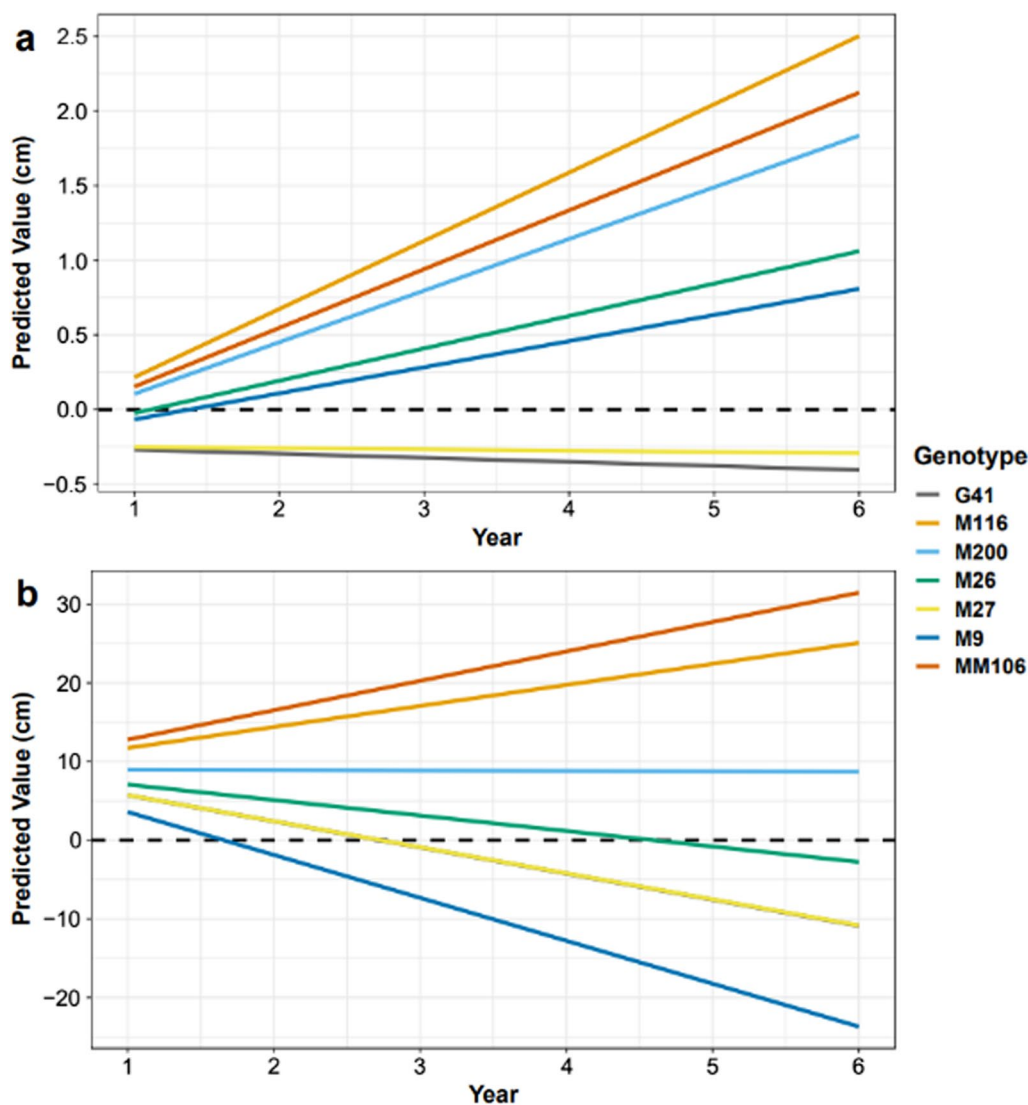 a
Predicted Value (cm)
2.5
2.0
1.5
1.0
0.5
0.0
−0.5
1 2 3 4 5 6
Year
Genotype
G41
M116
M200
M26
M27
M9
MM106
b
Predicted Value (cm)
30
20
10
0
−10
−20
1 2 3 4 5 6
Year